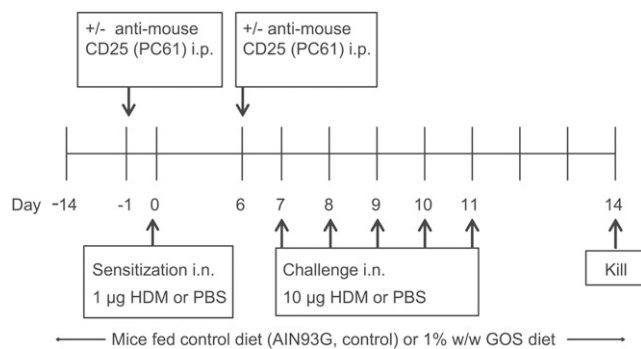 +/- anti-mouse
CD25 (PC61) i.p.
+/- anti-mouse
CD25 (PC61) i.p.
Day -14 -1 0 6 7 8 9 10 11 14
Sensitization i.n.
1 µg HDM or PBS
Challenge i.n.
10 µg HDM or PBS
Kill
Mice fed control diet (AIN93G, control) or 1% w/w GOS diet